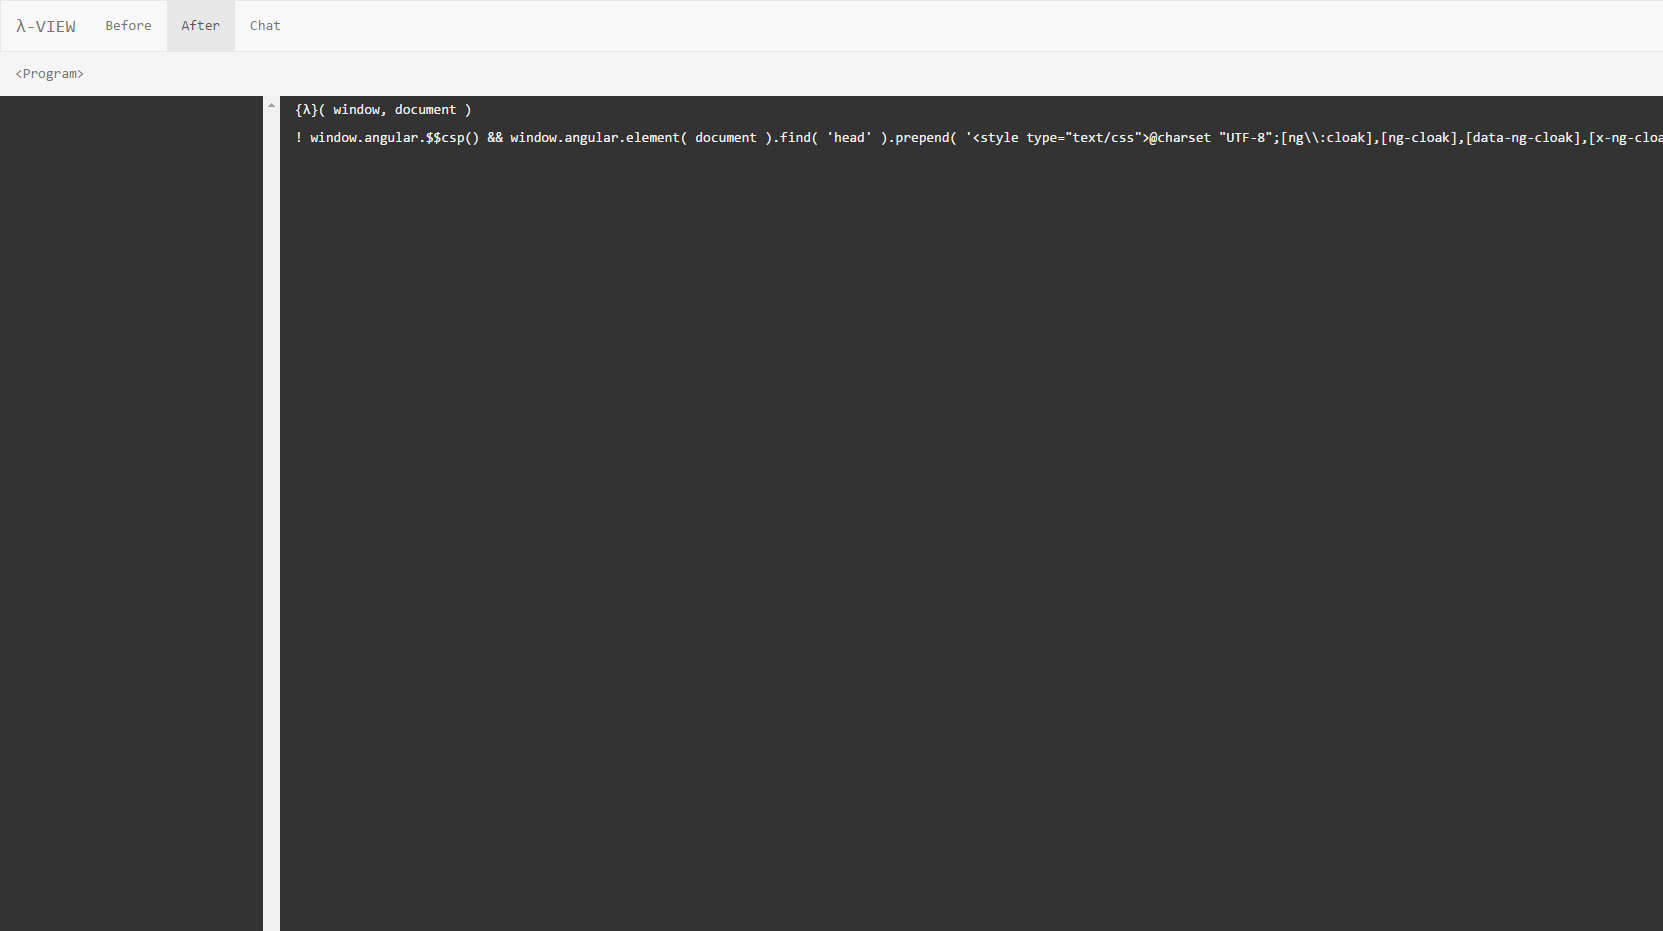 λ-VIEW Before After Chat
<Program>
{λ}( window, document )
! window.angular.$$csp() && window.angular.element( document ).find( 'head' ).prepend( '<style type="text/css">@charset "UTF-8";[ng\\:cloak],[ng-cloak],[data-ng-cloak],[x-ng-cloa